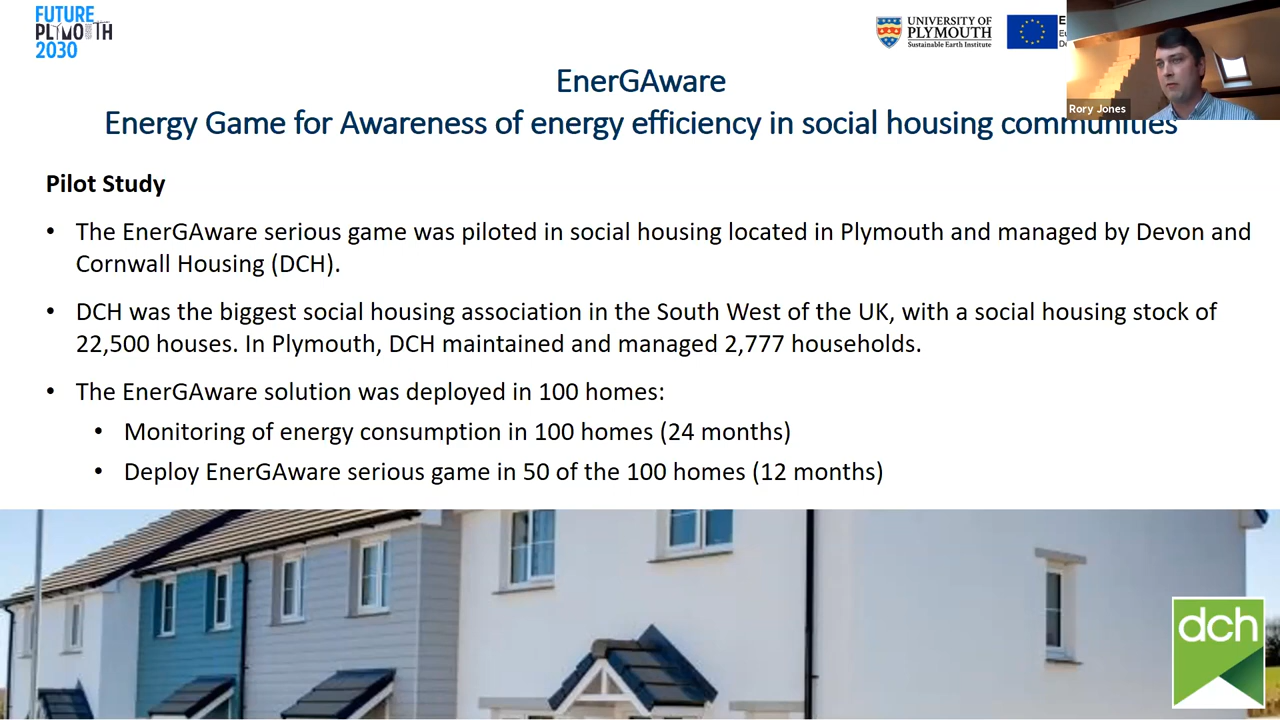 FUTURE
PLYMOUTH
2030
UNIVERSITY OF
PLYMOUTH
Sustainable Earth Institute
Rory Jones
EnerGAware
Energy Game for Awareness of energy efficiency in social housing communities
Pilot Study
• The EnerGAware serious game was piloted in social housing located in Plymouth and managed by Devon and
Cornwall Housing (DCH).
• DCH was the biggest social housing association in the South West of the UK, with a social housing stock of
22,500 houses. In Plymouth, DCH maintained and managed 2,777 households.
• The EnerGAware solution was deployed in 100 homes:
• Monitoring of energy consumption in 100 homes (24 months)
• Deploy EnerGAware serious game in 50 of the 100 homes (12 months)
dch